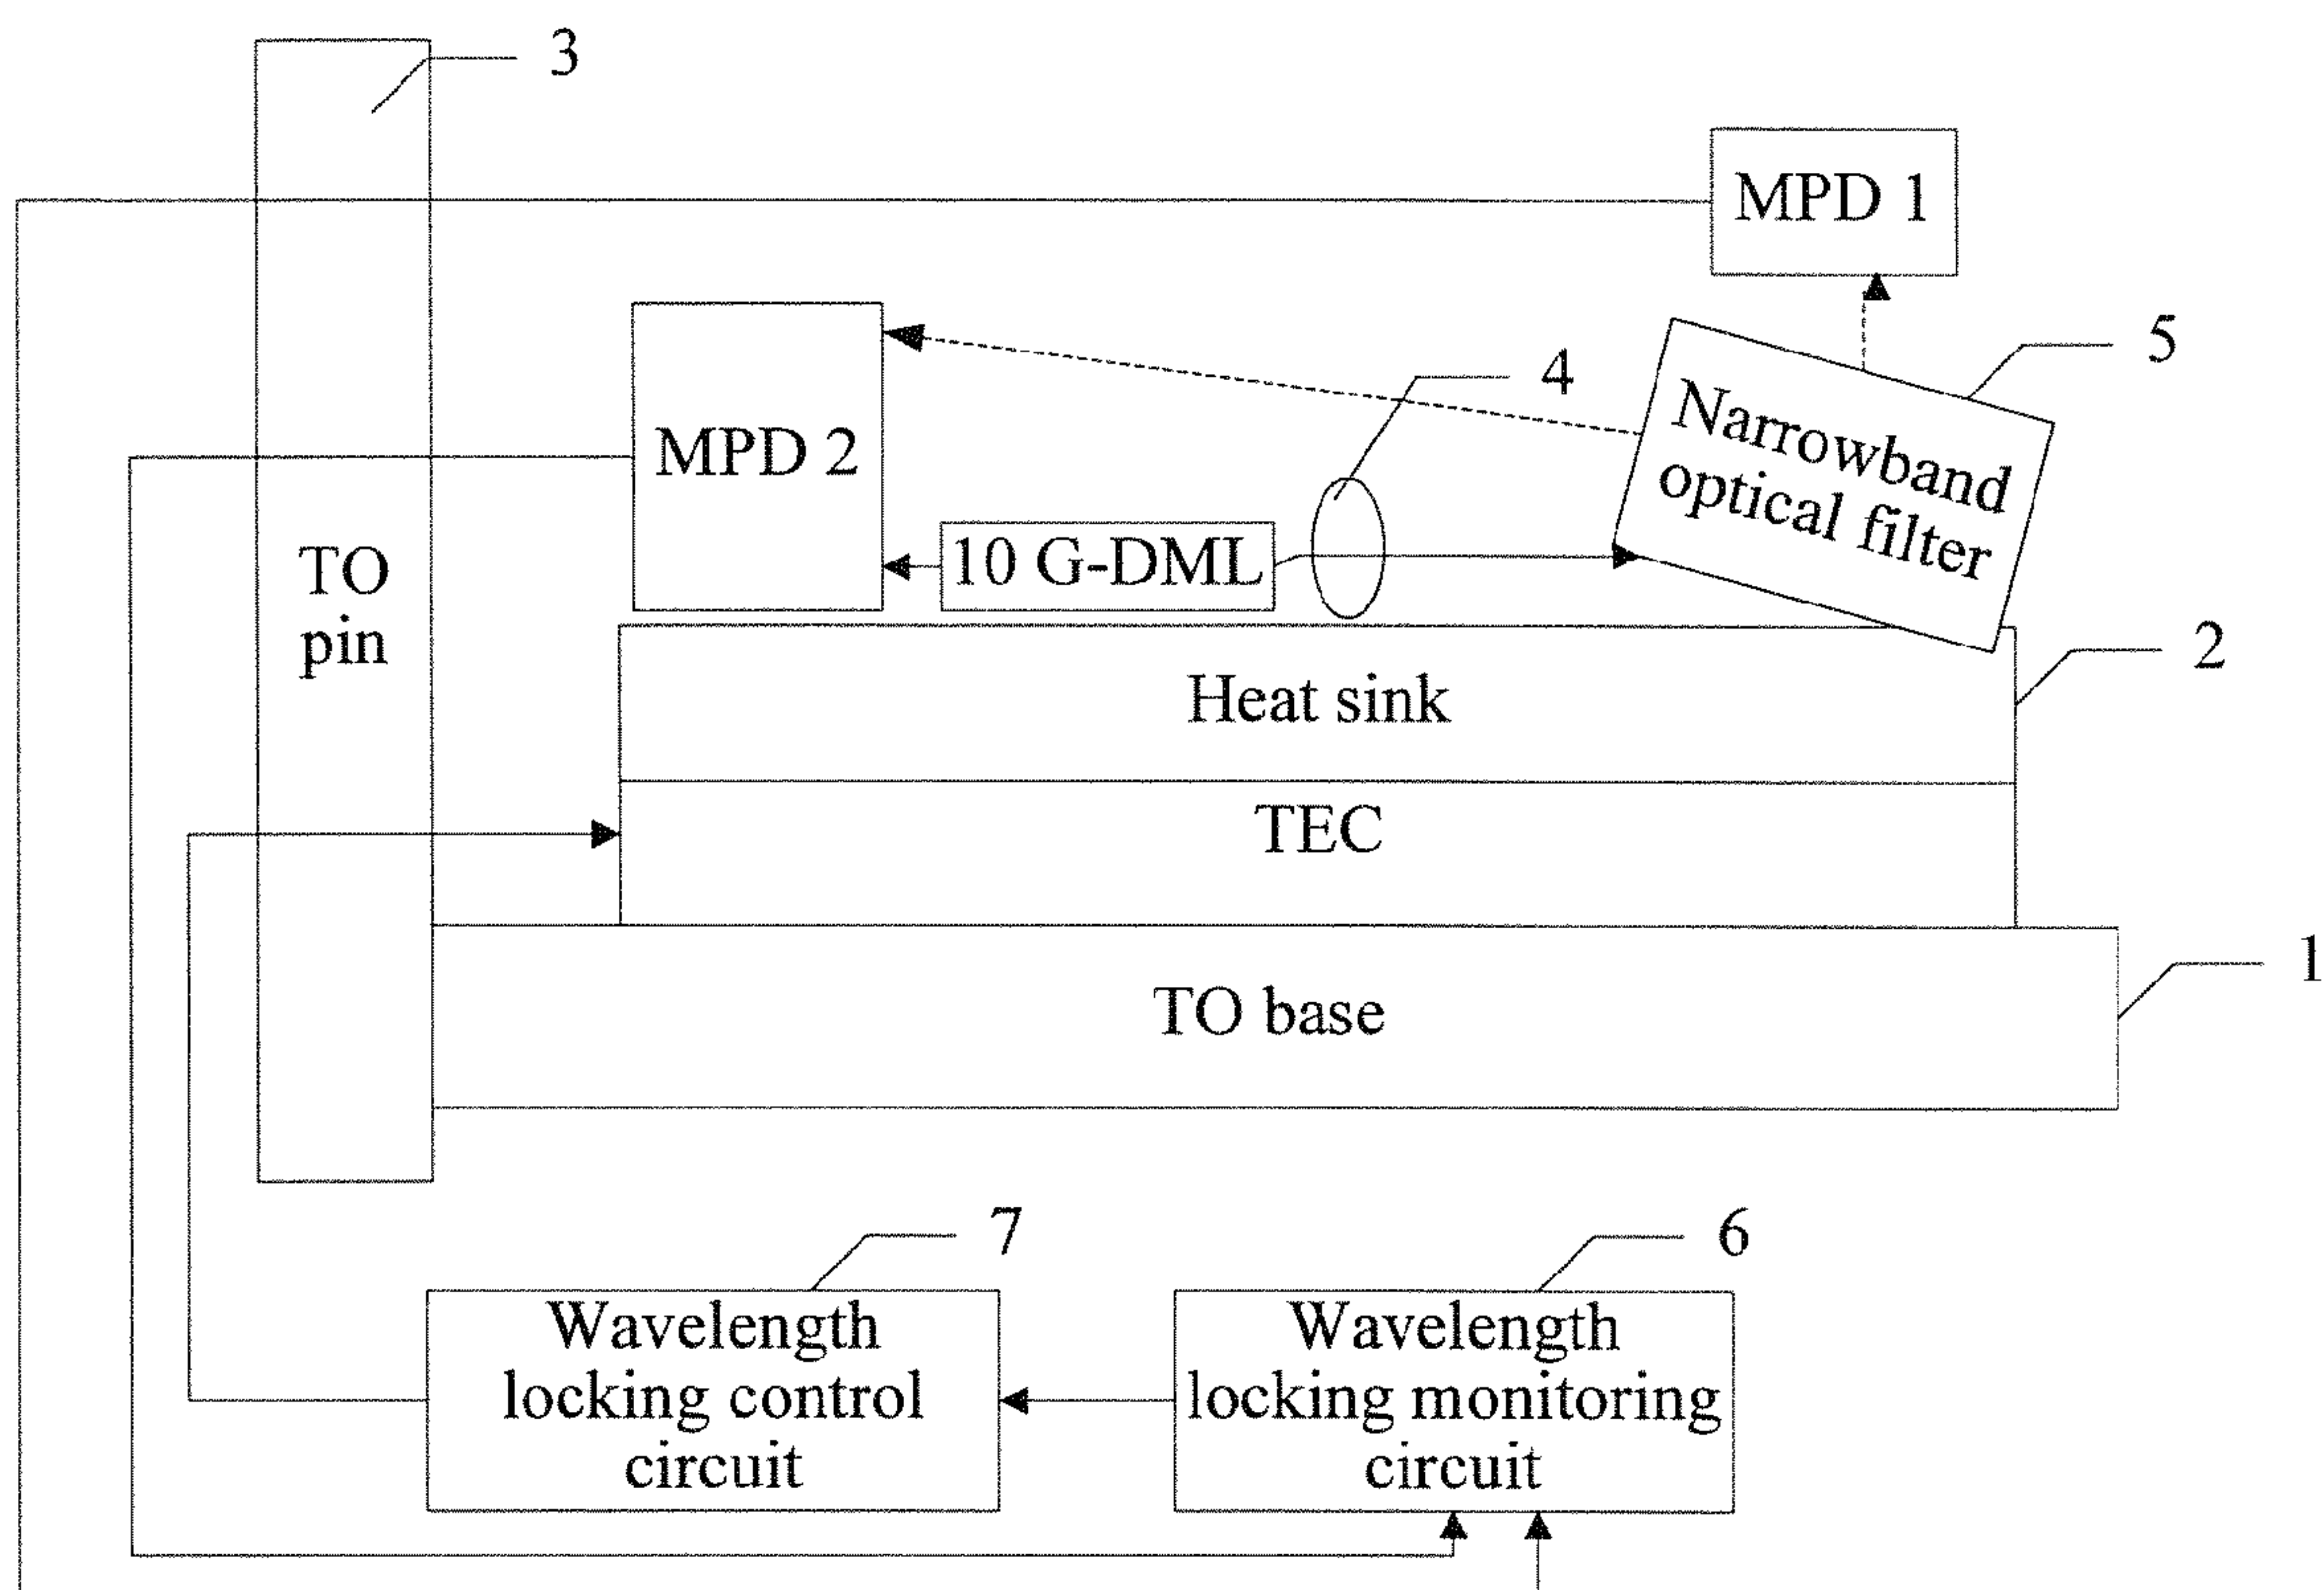 3
MPD 1
5
4
Narrowband
optical filter
MPD 2
10 G-DML
TO
pin
2
Heat sink
TEC
1
TO base
7
6
Wavelength
locking control
circuit
Wavelength
locking monitoring
circuit